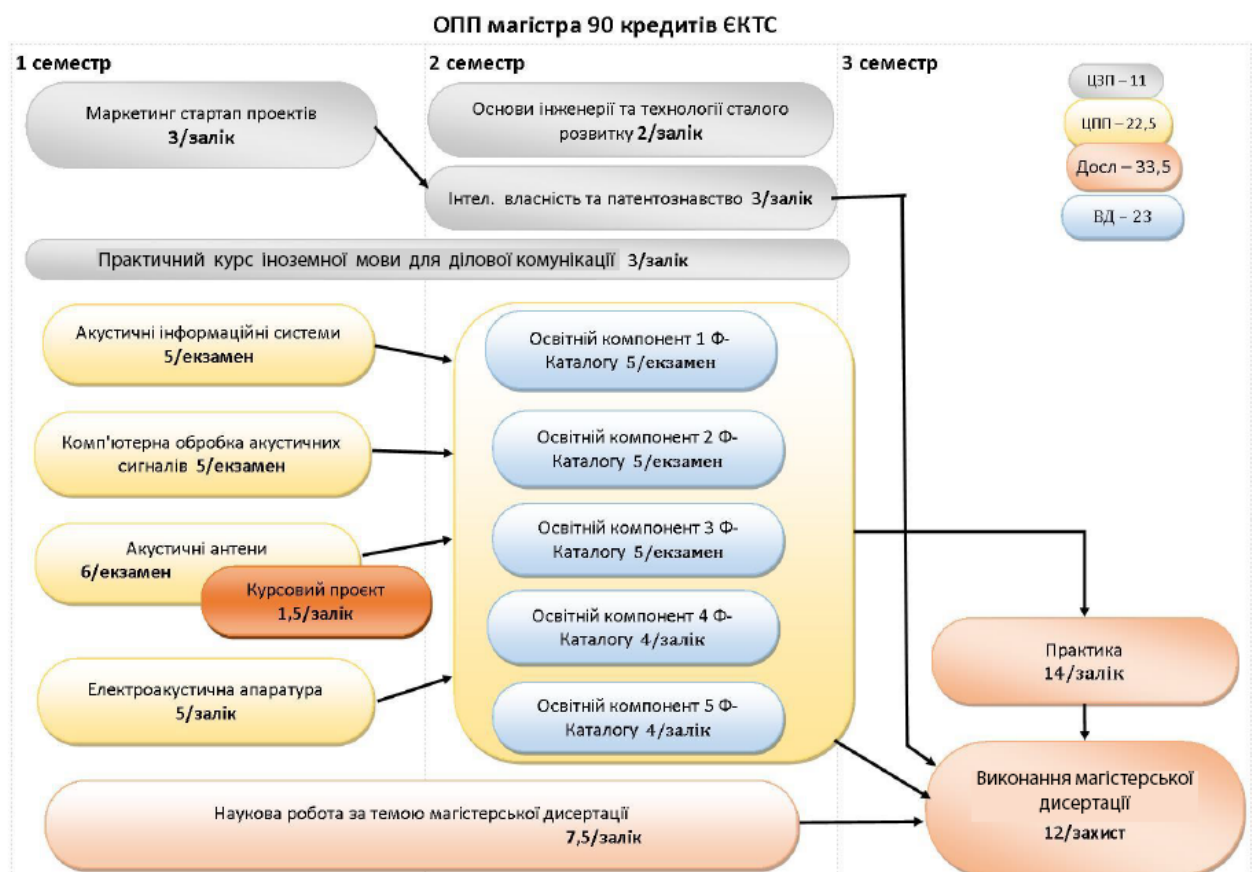 ОПП магістра 90 кредитів ЄКТС
1 семестр
2 семестр
3 семестр
ЦЗП – 11
ЦПП – 22,5
Досл – 33,5
ВД – 23
Маркетинг стартап проектів
3/залік
Основи інженерії та технології сталого
розвитку 2/залік
Інтел. власність та патентознавство 3/залік
Практичний курс іноземної мови для ділової комунікації 3/залік
Акустичні інформаційні системи
5/екзамен
Комп'ютерна обробка акустичних
сигналів 5/екзамен
Акустичні антени
6/екзамен
Курсовий проєкт
1,5/залік
Електроакустична апаратура
5/залік
Освітній компонент 1 Ф-
Каталогу 5/екзамен
Освітній компонент 2 Ф-
Каталогу 5/екзамен
Освітній компонент 3 Ф-
Каталогу 5/екзамен
Освітній компонент 4 Ф-
Каталогу 4/залік
Освітній компонент 5 Ф-
Каталогу 4/залік
Практика
14/залік
Наукова робота за темою магістерської дисертації
7,5/залік
Виконання магістерської
дисертації
12/захист